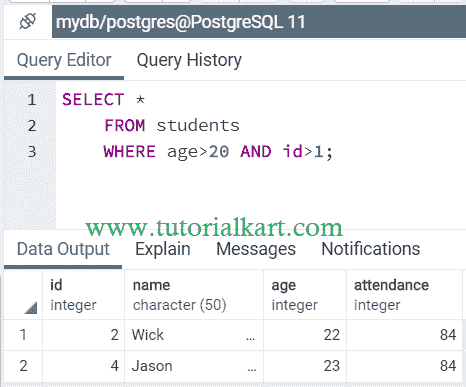 mydb/postgres@PostgreSQL 11
Query Editor Query History
1 SELECT *
2 FROM students
3 WHERE age>20 AND id>1;
www.tutorialkart.com
Data Output Explain Messages Notifications
id name age attendance
integer character (50) integer integer
1 2 Wick ... 22 84
2 4 Jason ... 23 84